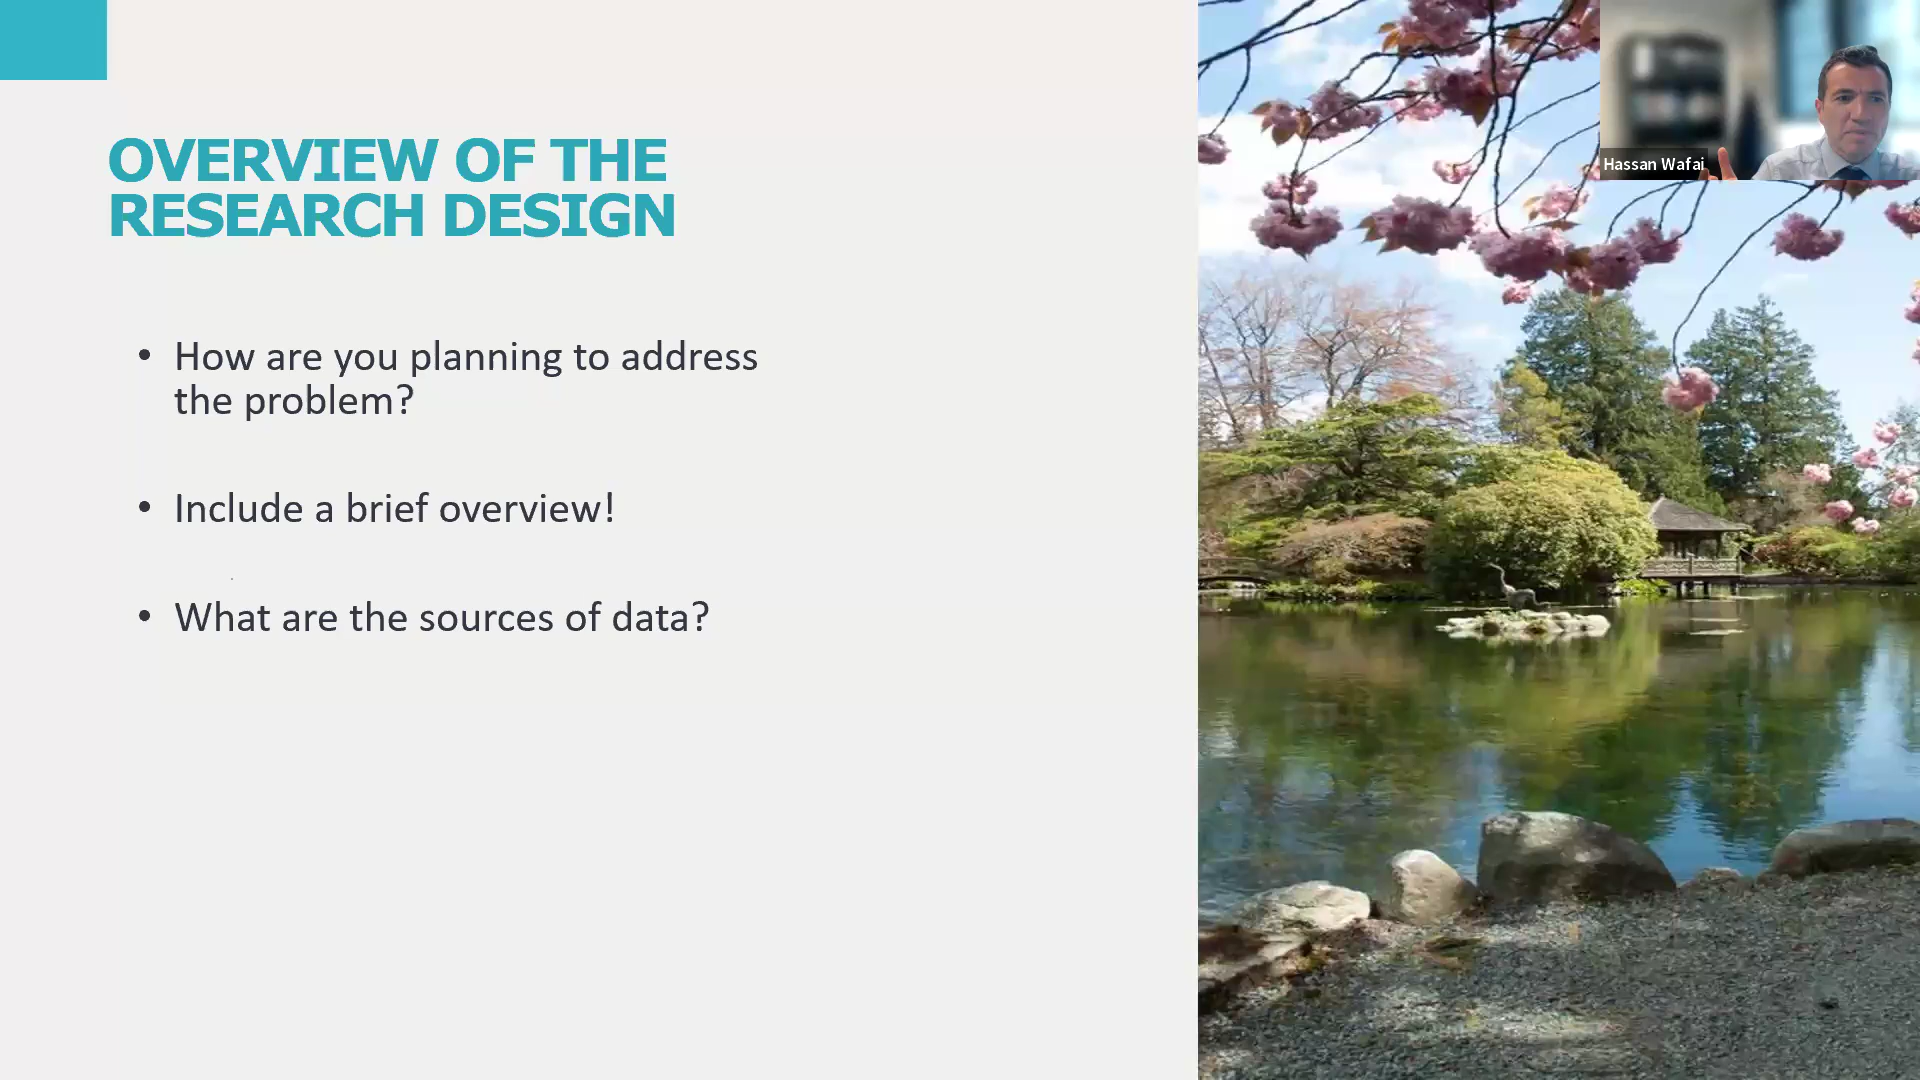 OVERVIEW OF THE
RESEARCH DESIGN
• How are you planning to address
the problem?
• Include a brief overview!
• What are the sources of data?
Hassan Wafai